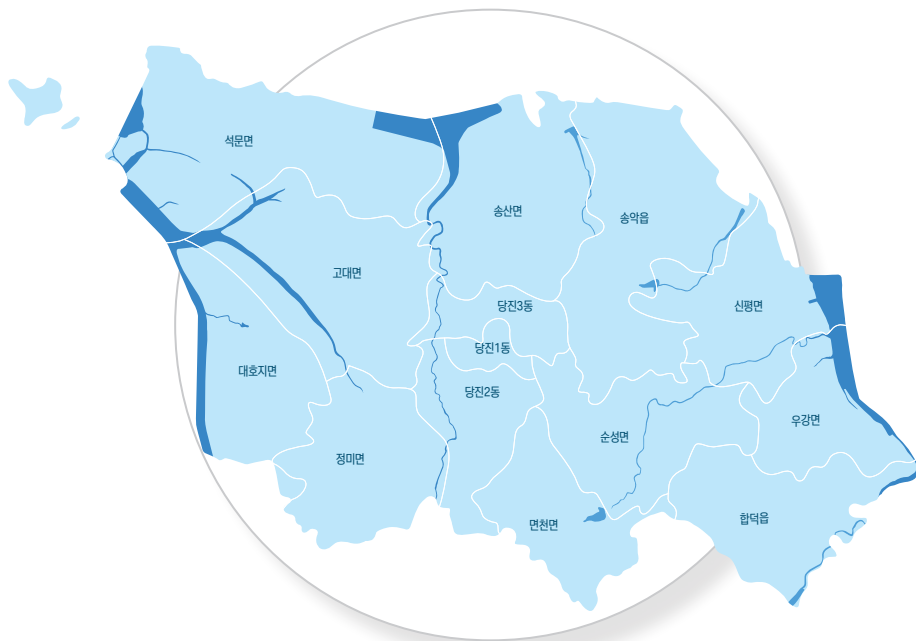 석문면
송산면
송악읍
고대면
당진3동
신평면
당진1동
대호지면
당진2동
우강면
순성면
정미면
합덕읍
면천면